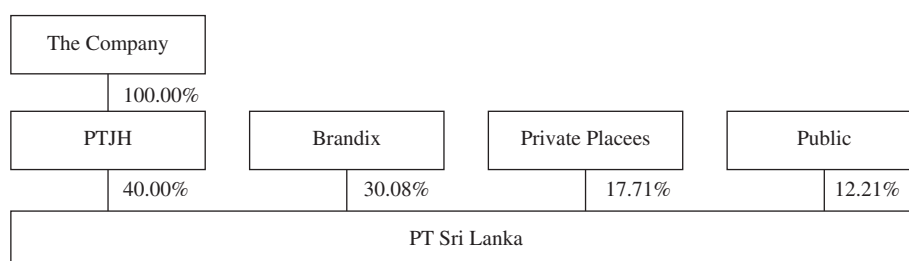 The Company
100.00%
PTJH Brandix Private Placees Public
40.00% 30.08% 17.71% 12.21%
PT Sri Lanka